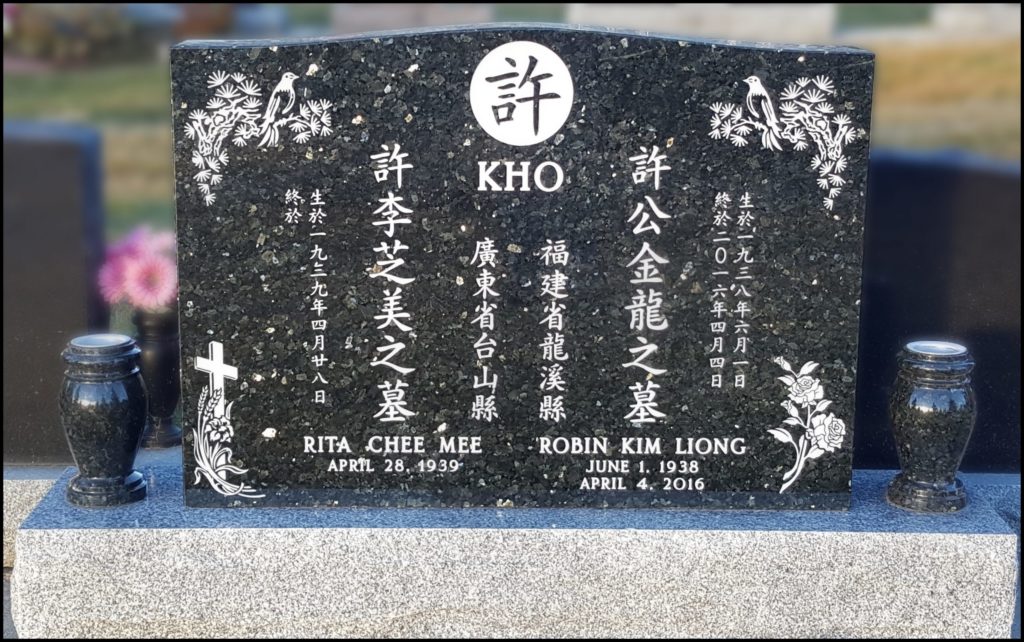 許
KHO
生於一九三八年六月一日
終於二〇一六年四月四日
許公金龍之墓
福建省龍溪縣
廣東省台山縣
許李芝美之墓
生於一九三九年四月廿八日
終於
RITA CHEE MEE
APRIL 28, 1939
ROBIN KIM LIONG
JUNE 1, 1938
APRIL 4, 2016